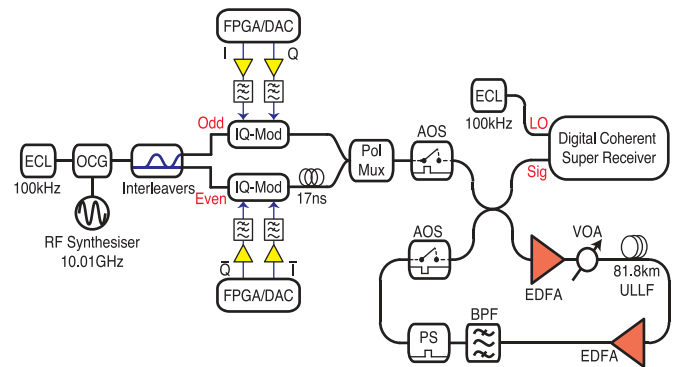 FPGA/DAC
I
Q
Odd
IQ-Mod
ECL
100kHz
OCG
Interleavers
RF Synthesiser
10.01GHz
Even
IQ-Mod
17ns
Q̅
I̅
FPGA/DAC
Pol
Mux
AOS
ECL
100kHz
LO
Sig
Digital Coherent
Super Receiver
AOS
EDFA
VOA
81.8km
ULLF
PS
BPF
EDFA